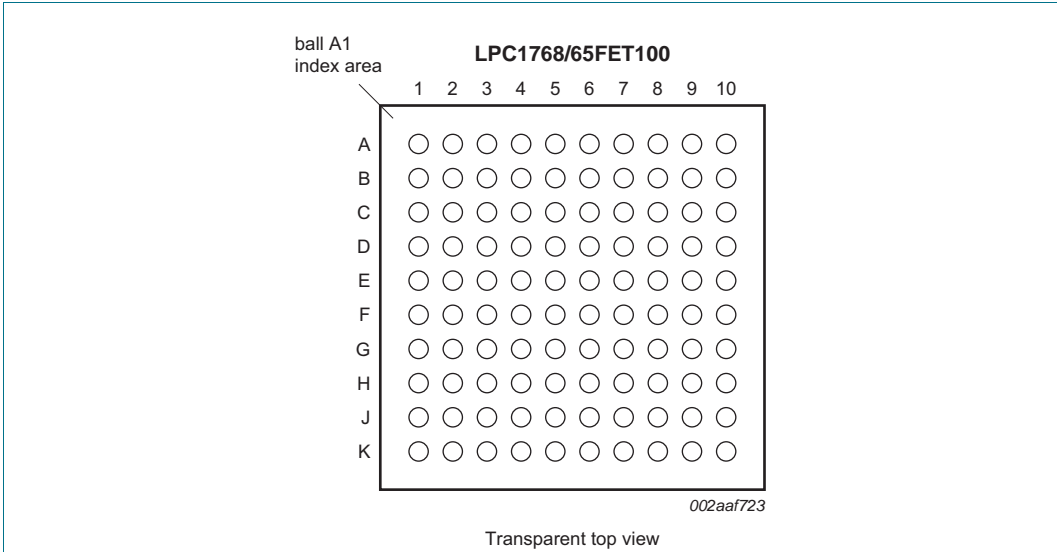 ball A1
index area
LPC1768/65FET100
1 2 3 4 5 6 7 8 9 10
A
B
C
D
E
F
G
H
J
K
002aaf723
Transparent top view